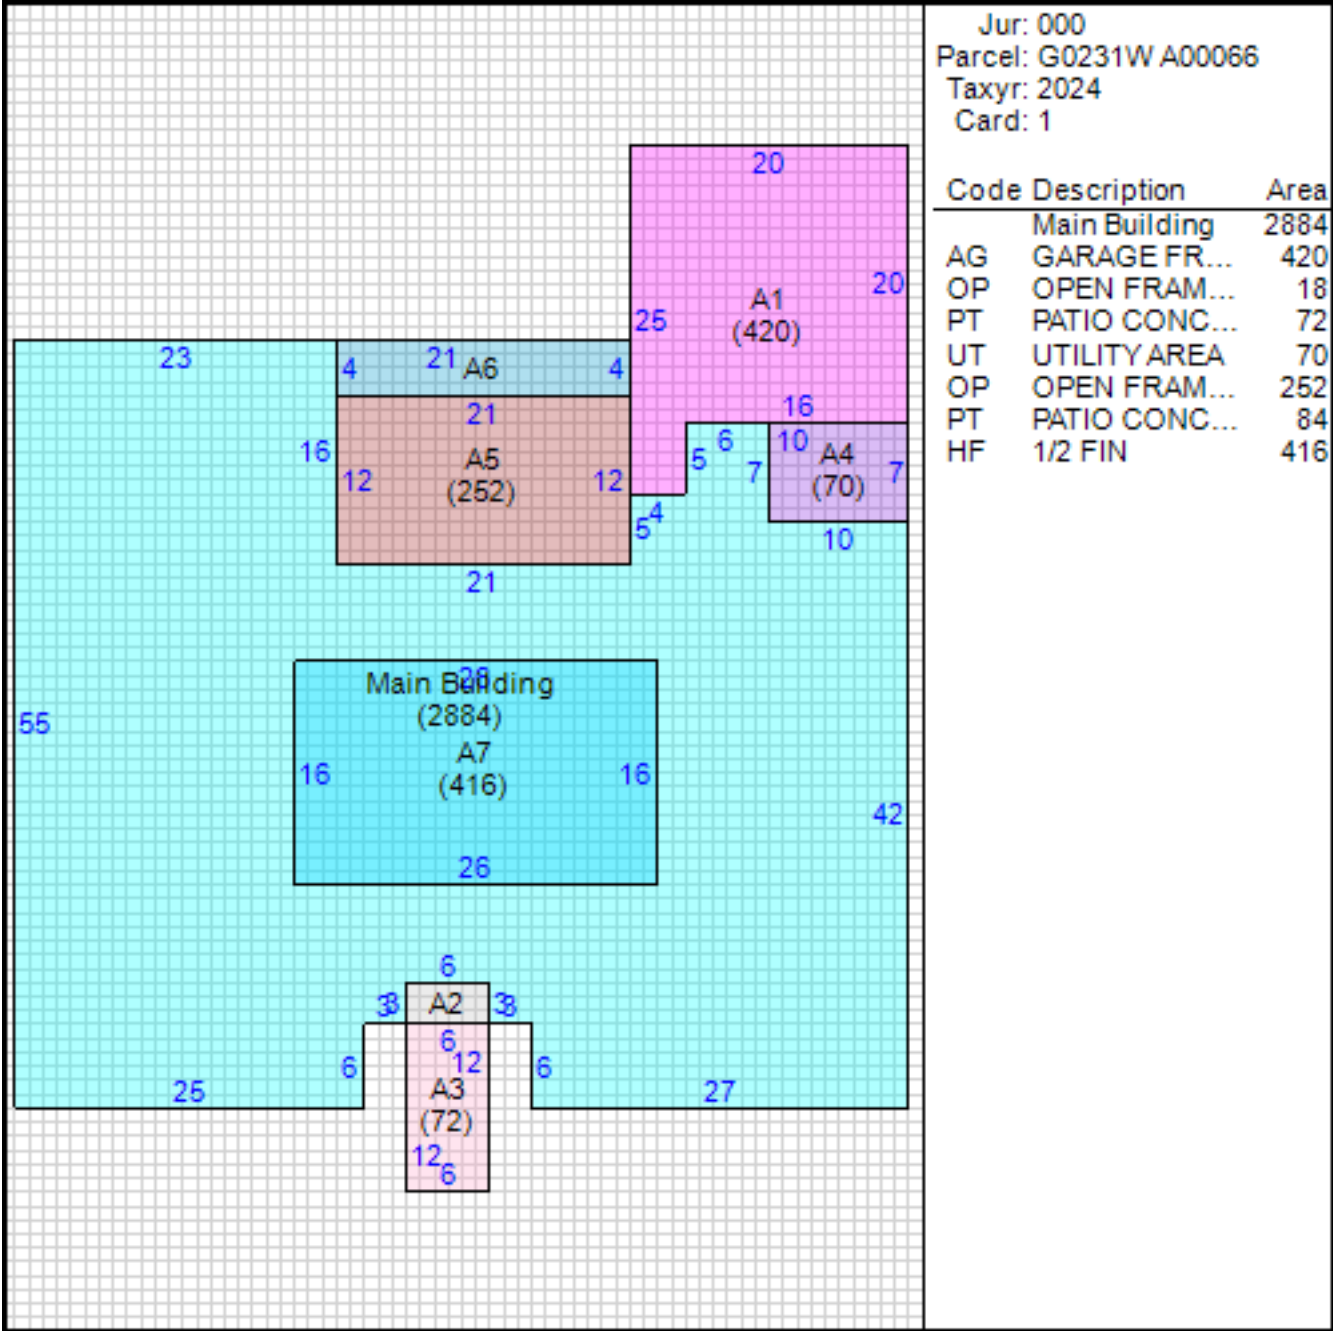 Jur: 000
Parcel: G0231W A00066
Taxyr: 2024
Card: 1
Code Description Area
Main Building 2884
AG GARAGE FR... 420
OP OPEN FRAM... 18
PT PATIO CONC... 72
UT UTILITY AREA 70
OP OPEN FRAM... 252
PT PATIO CONC... 84
HF 1/2 FIN 416
20
20
A1
25
(420)
23
4
21
A6
4
16
21
16
5
6
10
A4
7
A5
12
12
7
(252)
(70)
4
5
10
21
Main Building
(2884)
55
A7
16
16
(416)
42
26
6
3
3
A2
3
3
6
12
6
6
A3
25
27
(72)
12
6